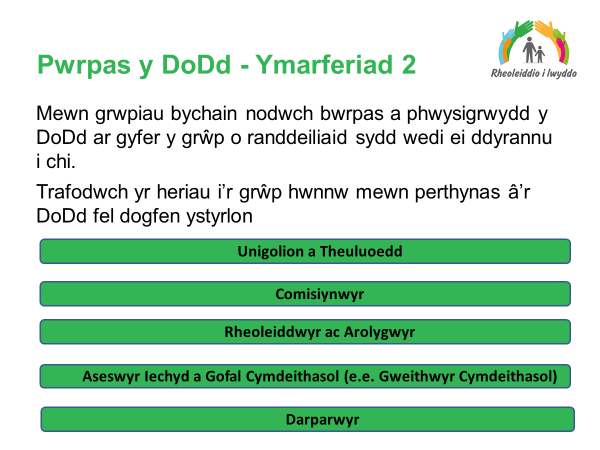 Rheoleiddio i lwyddo
Pwrpas y DoDd - Ymarferiad 2
Mewn grwpiau bychain nodwch bwrpas a phwysigrwydd y
DoDd ar gyfer y grŵp o randdeiliaid sydd wedi ei ddyrannu
i chi.
Trafodwch yr heriau i'r grŵp hwnnw mewn perthynas â'r
DoDd fel dogfen ystyrlon
Unigolion a Theuluoedd
Comisiynwyr
Rheoleiddwyr ac Arolygwyr
Aseswyr Iechyd a Gofal Cymdeithasol (e.e. Gweithwyr Cymdeithasol)
Darparwyr